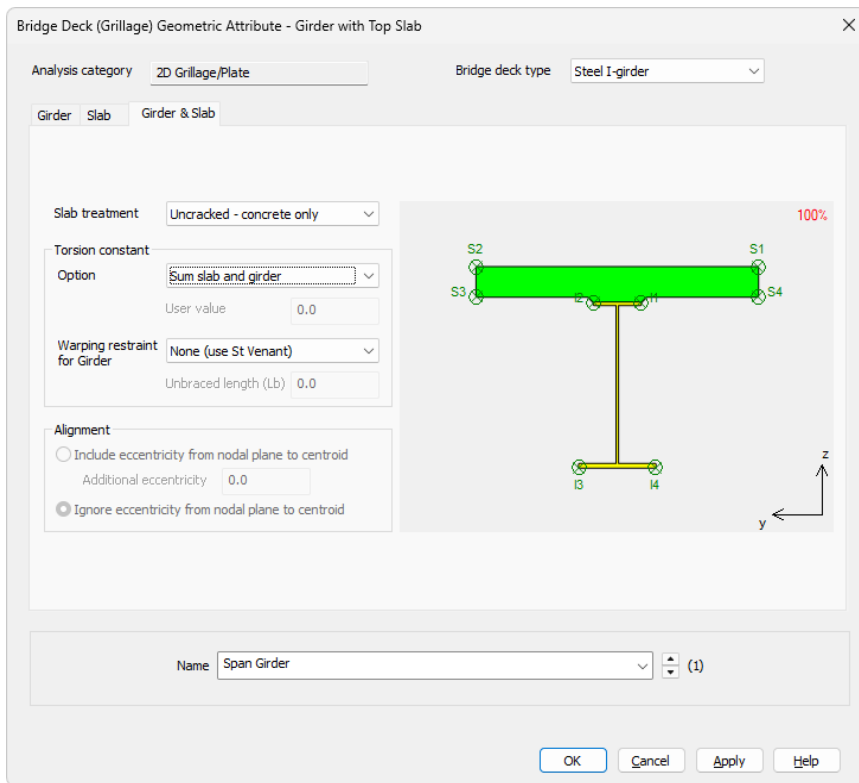 Bridge Deck (Grillage) Geometric Attribute - Girder with Top Slab
Analysis category 2D Grillage/Plate Bridge deck type Steel I-girder
Girder Slab Girder & Slab
Slab treatment Uncracked - concrete only
100%
Torsion constant
Option Sum slab and girder
User value 0.0
Warping restraint
for Girder
None (use St Venant)
Unbraced length (Lb) 0.0
Alignment
Include eccentricity from nodal plane to centroid
Additional eccentricity 0.0
Ignore eccentricity from nodal plane to centroid
S2 S1
S3 I2 I1 S4
I3 I4
z
y
Name Span Girder (1)
OK Cancel Apply Help